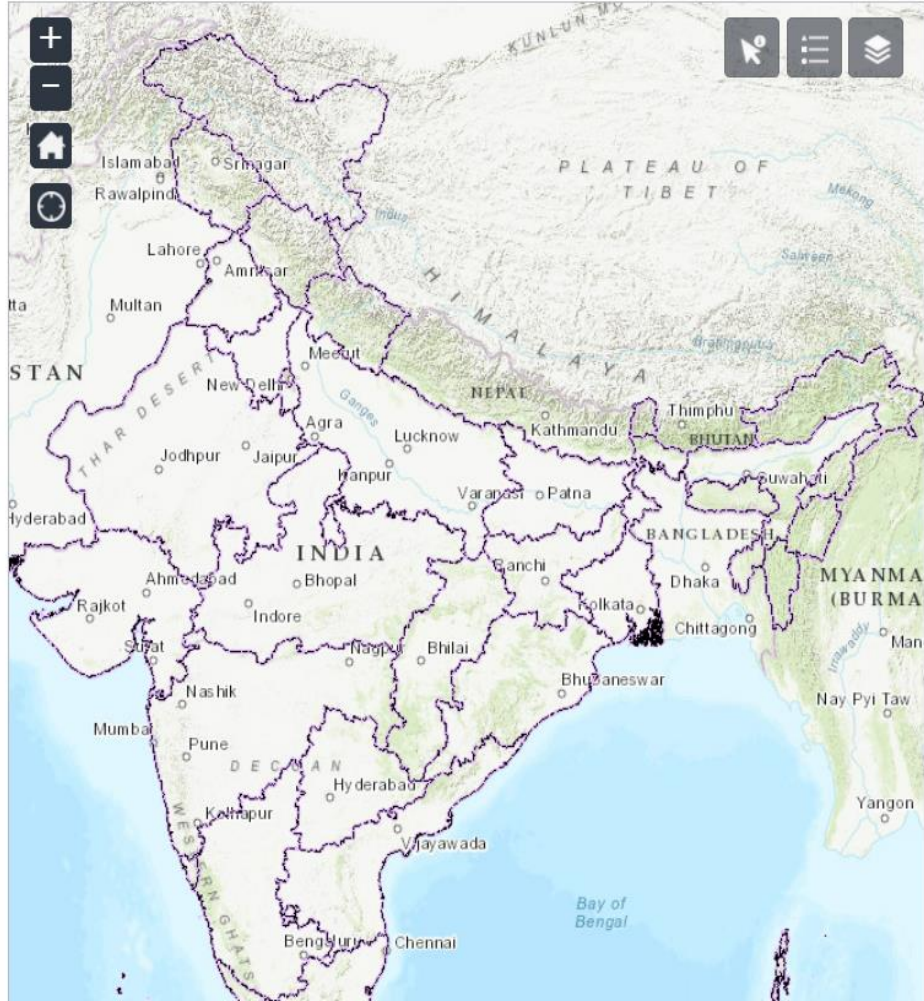 +
−
KUNLUN
Islamabad
Srinagar
Rawalpindi
PLATEAU OF
TIBET
Mekong
Indus
Lahore
Amritsar
Salween
tta
Multan
HIMALAYA
Brahmaputra
STAN
THAR DESERT
Meerut
New Delhi
NEPAL
Ganges
Agra
Lucknow
Kathmandu
Thimphu
BHUTAN
Jodhpur
Jaipur
Kanpur
Guwahati
Varanasi
Patna
Hyderabad
BANGLADESH
INDIA
Ahmedabad
Bhopal
Ranchi
Dhaka
MYANMA
(BURMA
Rajkot
Indore
Kolkata
Chittagong
Irrawaddy
Man
Surat
Nagpur
Bhilai
Nashik
Bhubaneswar
Nay Pyi Taw
Mumbai
Pune
DECCAN
Hyderabad
Yangon
Kolhapur
Vijayawada
WESTERN GHATS
Bay of
Bengal
Bengaluru
Chennai